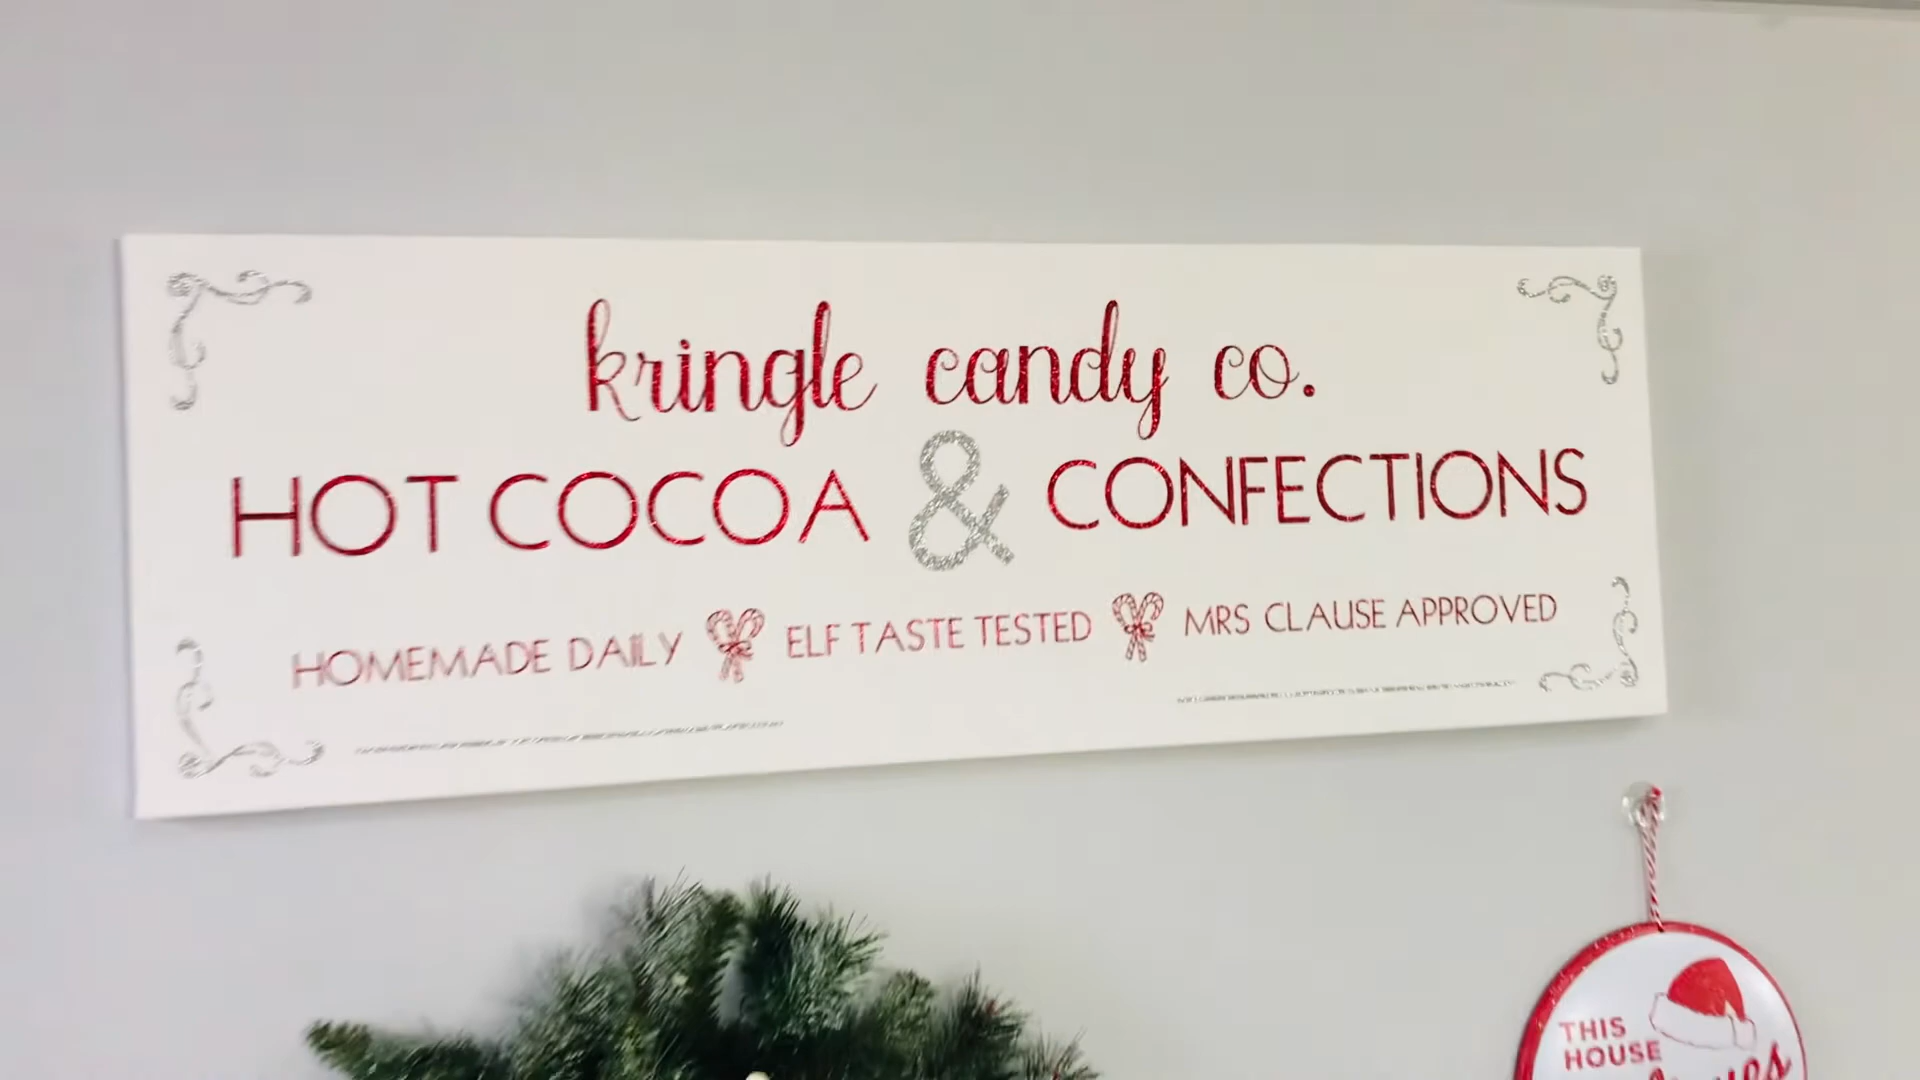 kringle candy co.
HOT COCOA & CONFECTIONS
HOMEMADE DAILY ELF TASTE TESTED MRS CLAUSE APPROVED
THIS
HOUSE